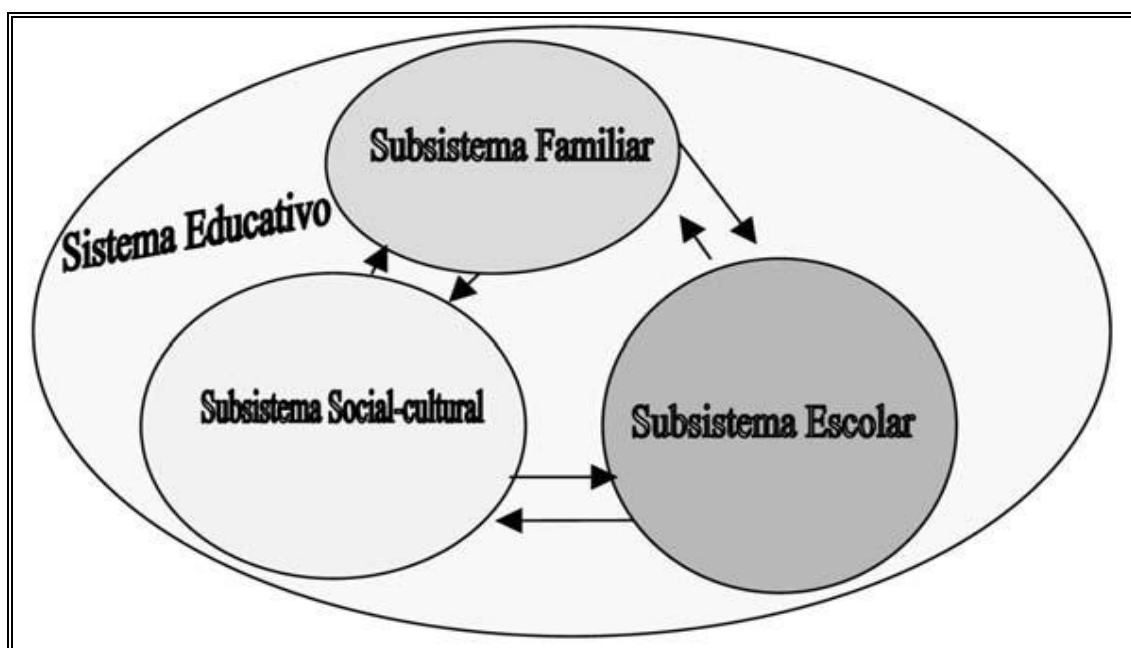 Subsistema Familiar
Sistema Educativo
Subsistema Social-cultural
Subsistema Escolar